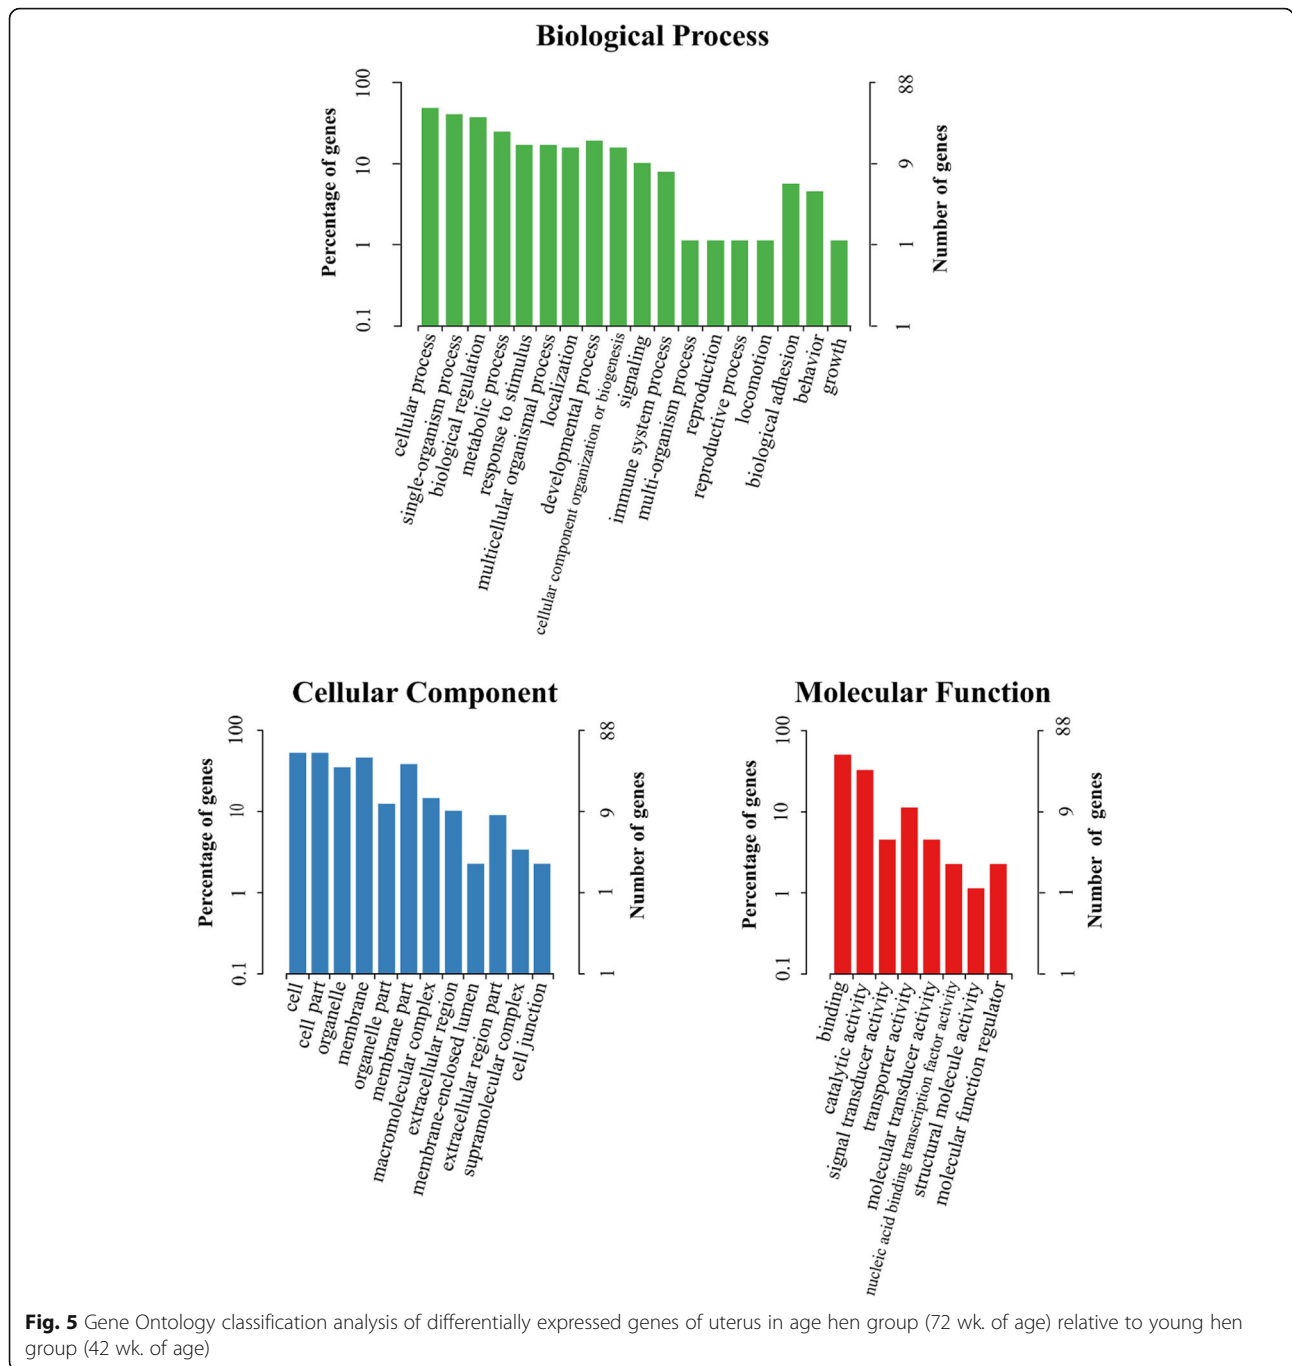 Biological Process
Percentage of genes
100
10
1
0.1
Number of genes
88
9
1
1
cellular process
single-organism process
biological regulation
metabolic process
response to stimulus
multicellular organismal process
localization
developmental process
cellular component organization or biogenesis
signaling
immune system process
multi-organism process
reproduction
reproductive process
locomotion
biological adhesion
behavior
growth
Cellular Component
Percentage of genes
100
10
1
0.1
Number of genes
88
9
1
1
cell
cell part
organelle
membrane
organelle part
membrane part
macromolecular complex
extracellular region
membrane-enclosed lumen
extracellular region part
supramolecular complex
cell junction
Molecular Function
Percentage of genes
100
10
1
0.1
Number of genes
88
9
1
1
binding
catalytic activity
signal transducer activity
transporter activity
molecular transducer activity
nucleic acid binding transcription factor activity
structural molecule activity
molecular function regulator
Fig. 5 Gene Ontology classification analysis of differentially expressed genes of uterus in age hen group (72 wk. of age) relative to young hen
group (42 wk. of age)